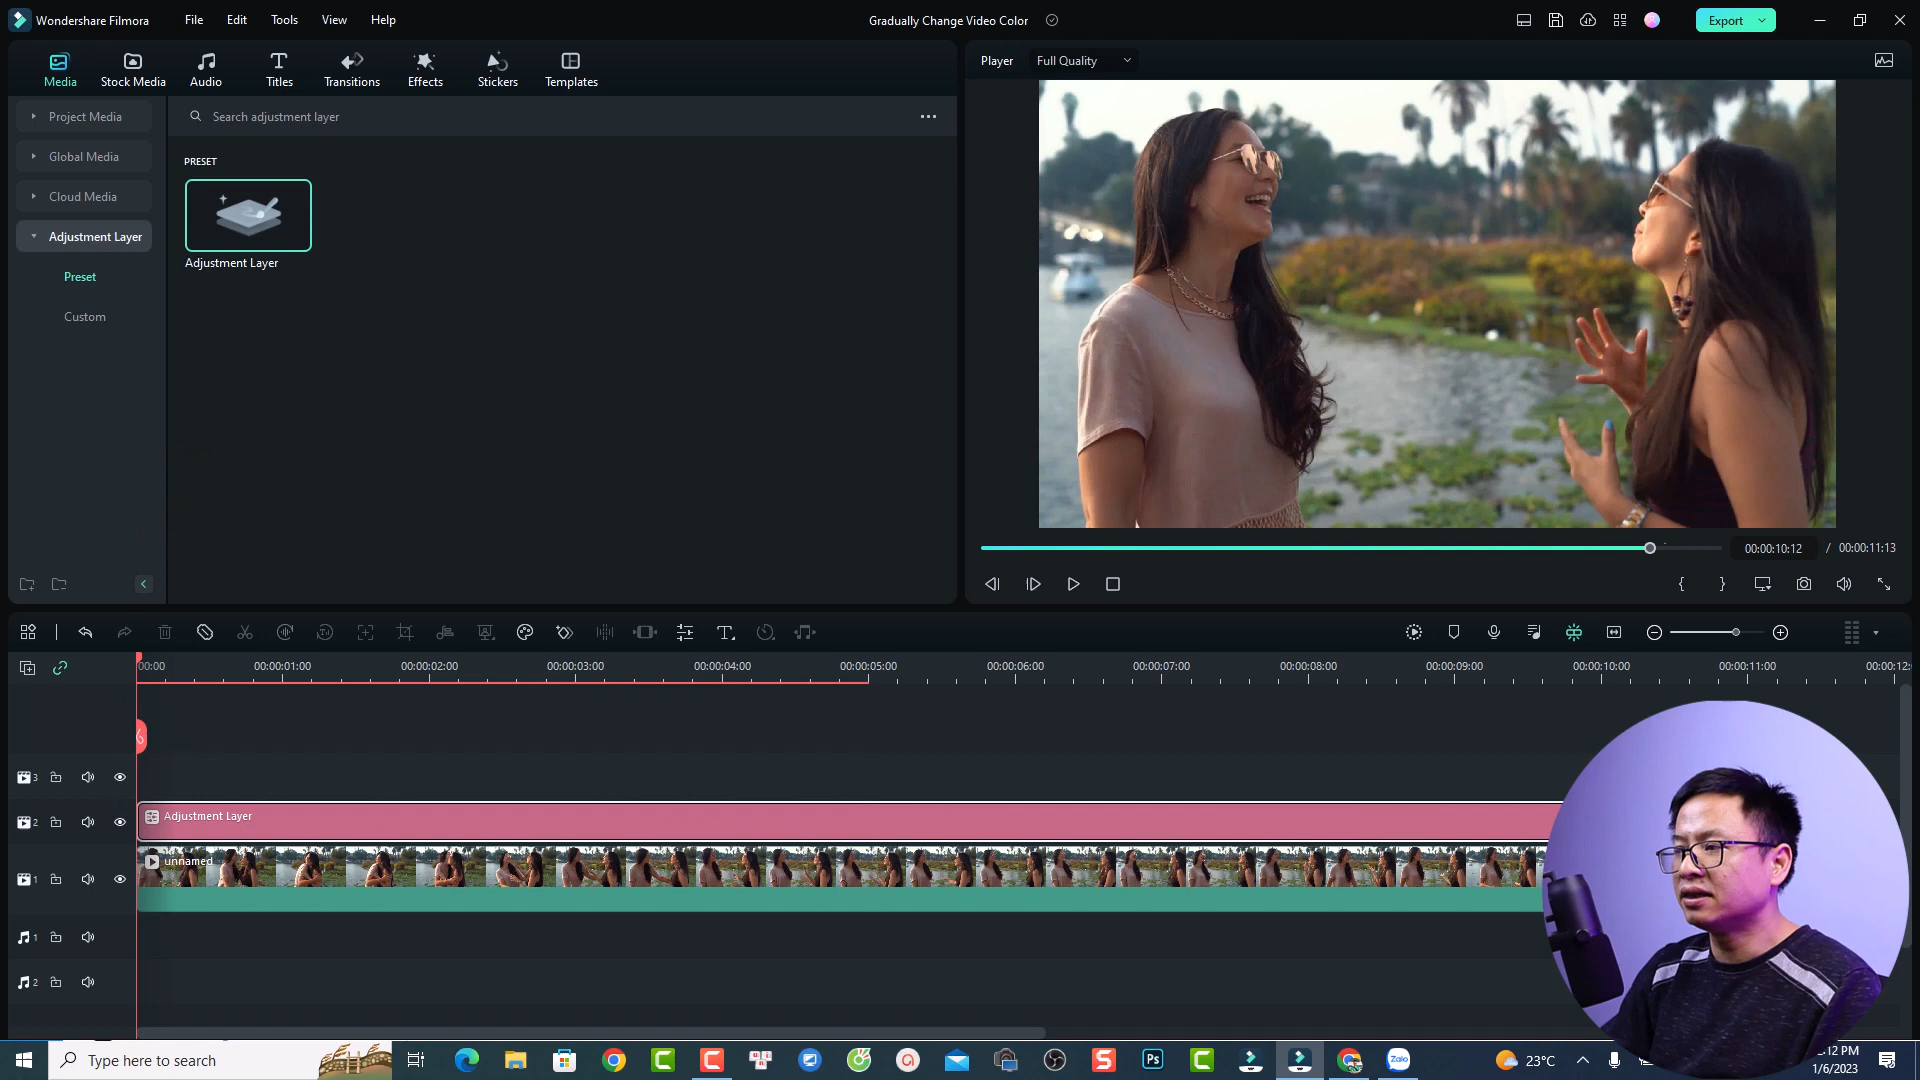 Wondershare Filmora
File
Edit
Tools
View
Help
Gradually Change Video Color
Export
Media
Stock Media
Audio
Titles
Transitions
Effects
Stickers
Templates
Player
Full Quality
Project Media
Global Media
Cloud Media
Adjustment Layer
Preset
Custom
Search adjustment layer
PRESET
Adjustment Layer
00:00:10:12
/
00:00:11:13
00:00
00:00:01:00
00:00:02:00
00:00:03:00
00:00:04:00
00:00:05:00
00:00:06:00
00:00:07:00
00:00:08:00
00:00:09:00
00:00:10:00
00:00:11:00
00:00:12:
3
2
Adjustment Layer
1
unnamed
1
2
Type here to search
Ps
Zalo
23°C
:12 PM
1/6/2023